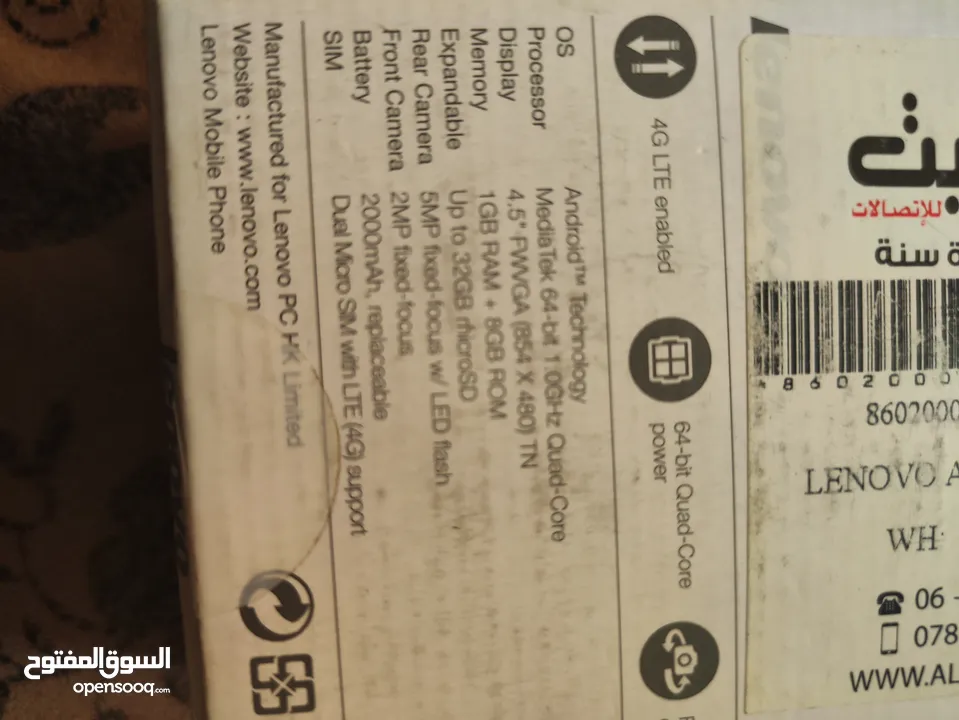 4G LTE enabled
64-bit Quad-Core
power
OS Android™ Technology
Processor MediaTek 64-bit 1.0GHz Quad-Core
Display 4.5" FWVGA (854 X 480) TN
Memory 1GB RAM + 8GB ROM
Expandable Up to 32GB microSD
Rear Camera 5MP fixed-focus w/ LED flash
Front Camera 2MP fixed-focus
Battery 2000mAh, replaceable
SIM Dual Micro SIM with LTE (4G) support
Manufactured for Lenovo PC HK Limited
Website : www.lenovo.com
Lenovo Mobile Phone
للإتصالات
سنة
8602000
860200
LENOVO A
WH
06 -
078
WWW.AL
السوق المفتوح
opensooq.com